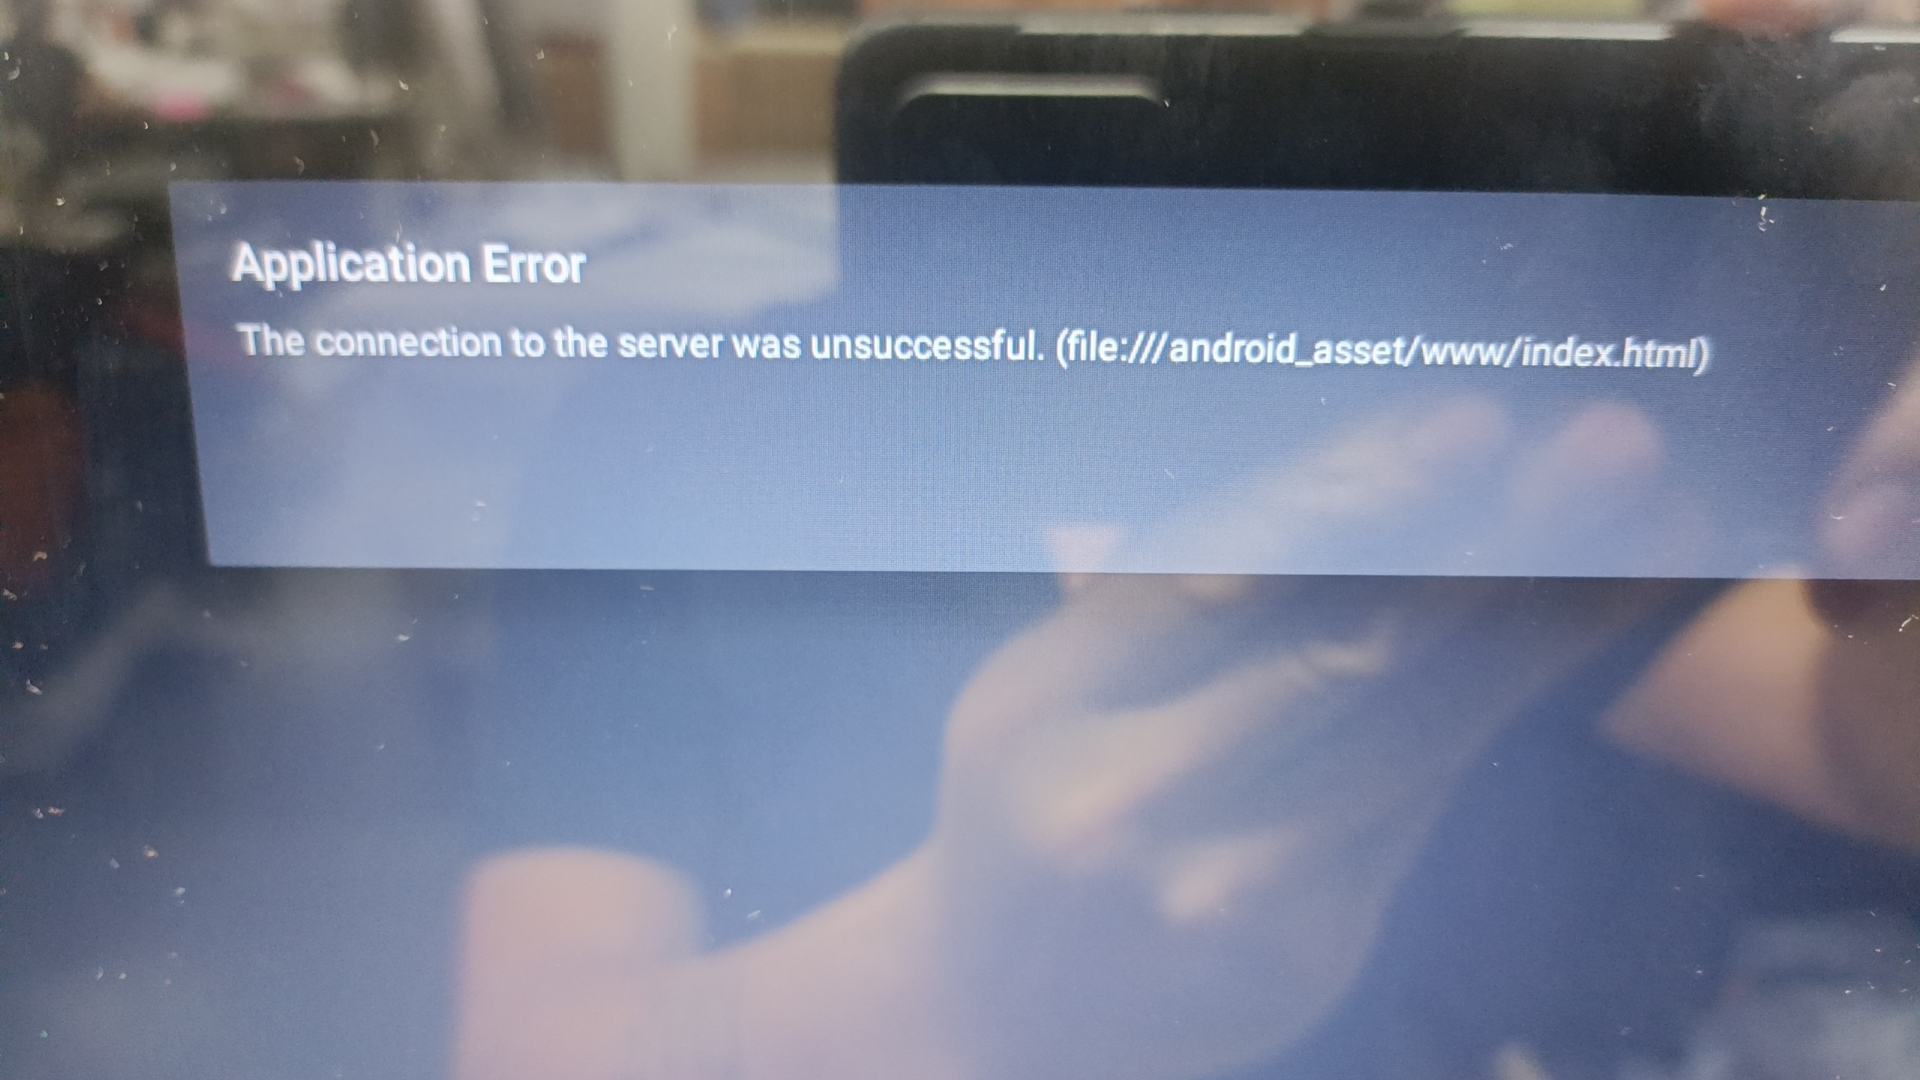 Application Error
The connection to the server was unsuccessful. (file:///android_asset/www/index.html)